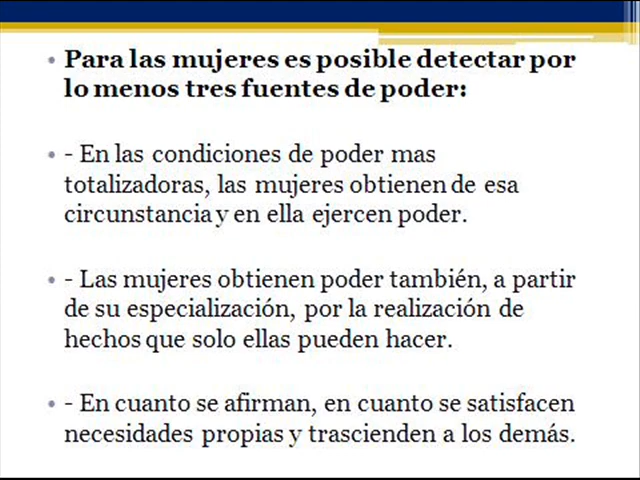 • Para las mujeres es posible detectar por
lo menos tres fuentes de poder:
• - En las condiciones de poder mas
totalizadoras, las mujeres obtienen de esa
circunstancia y en ella ejercen poder.
• - Las mujeres obtienen poder también, a partir
de su especialización, por la realización de
hechos que solo ellas pueden hacer.
• - En cuanto se afirman, en cuanto se satisfacen
necesidades propias y trascienden a los demás.